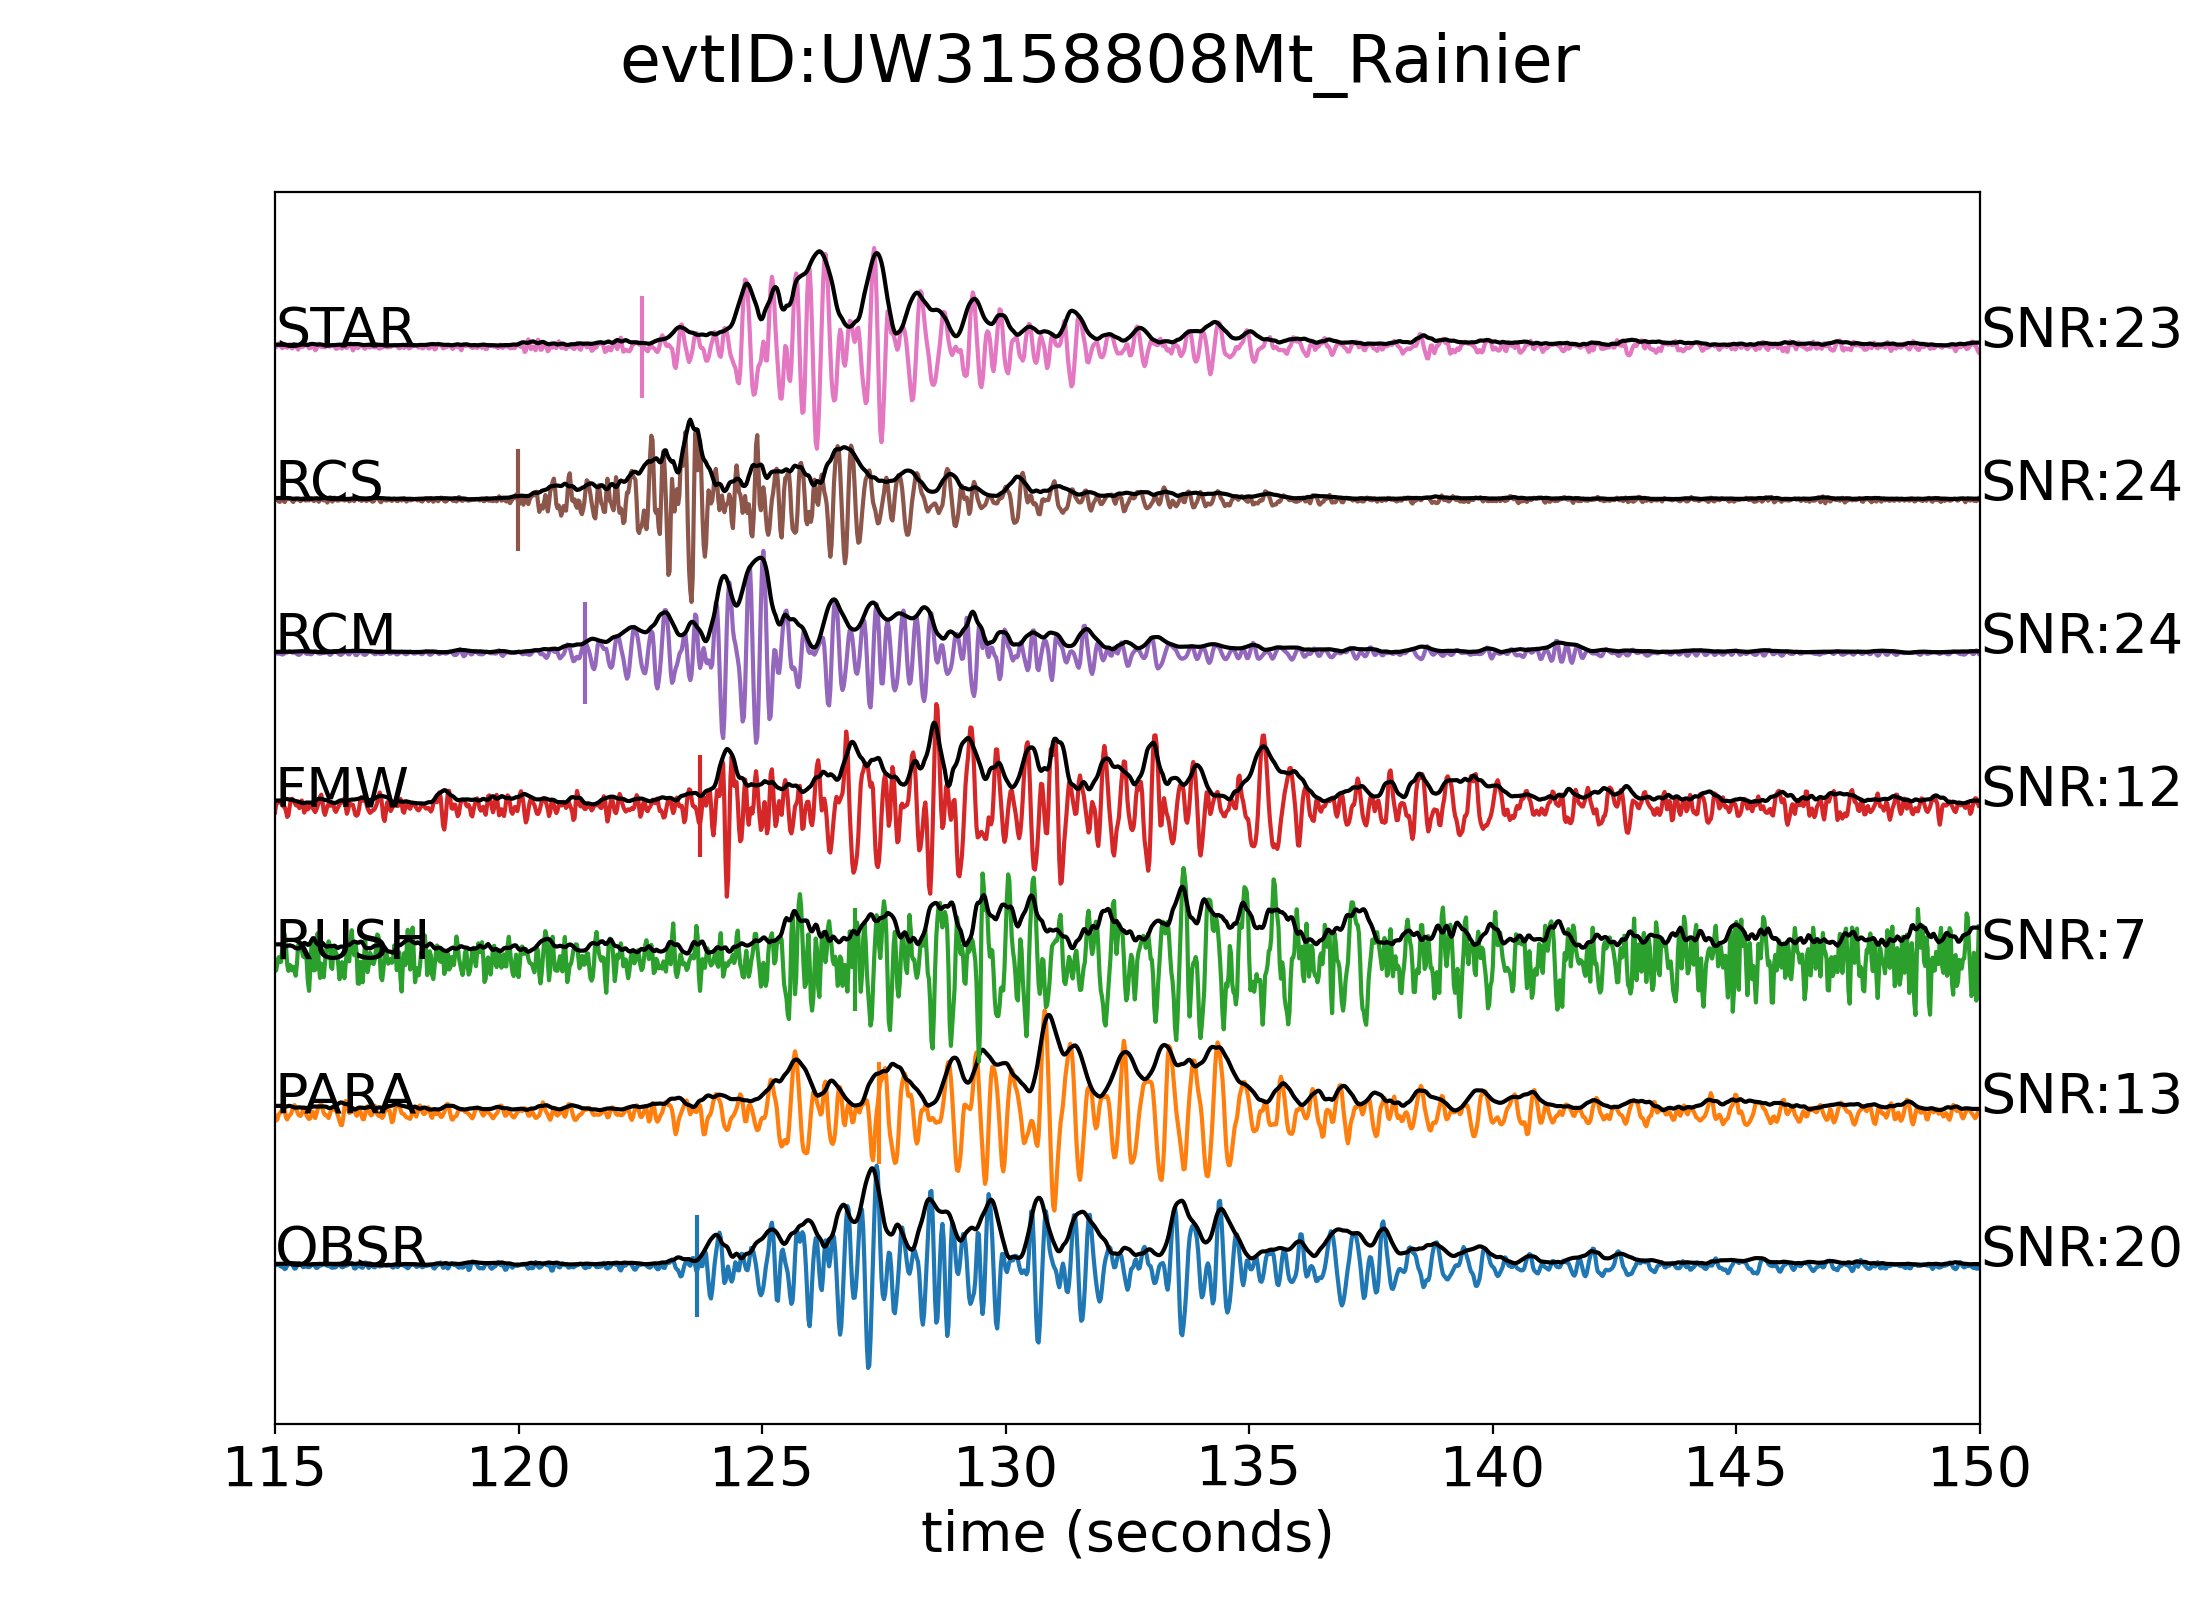 evtID:UW3158808Mt_Rainier
STAR SNR:23
RCS SNR:24
RCM SNR:24
FMW SNR:12
RUSH SNR:7
PARA SNR:13
OBSR SNR:20
115 120 125 130 135 140 145 150
time (seconds)